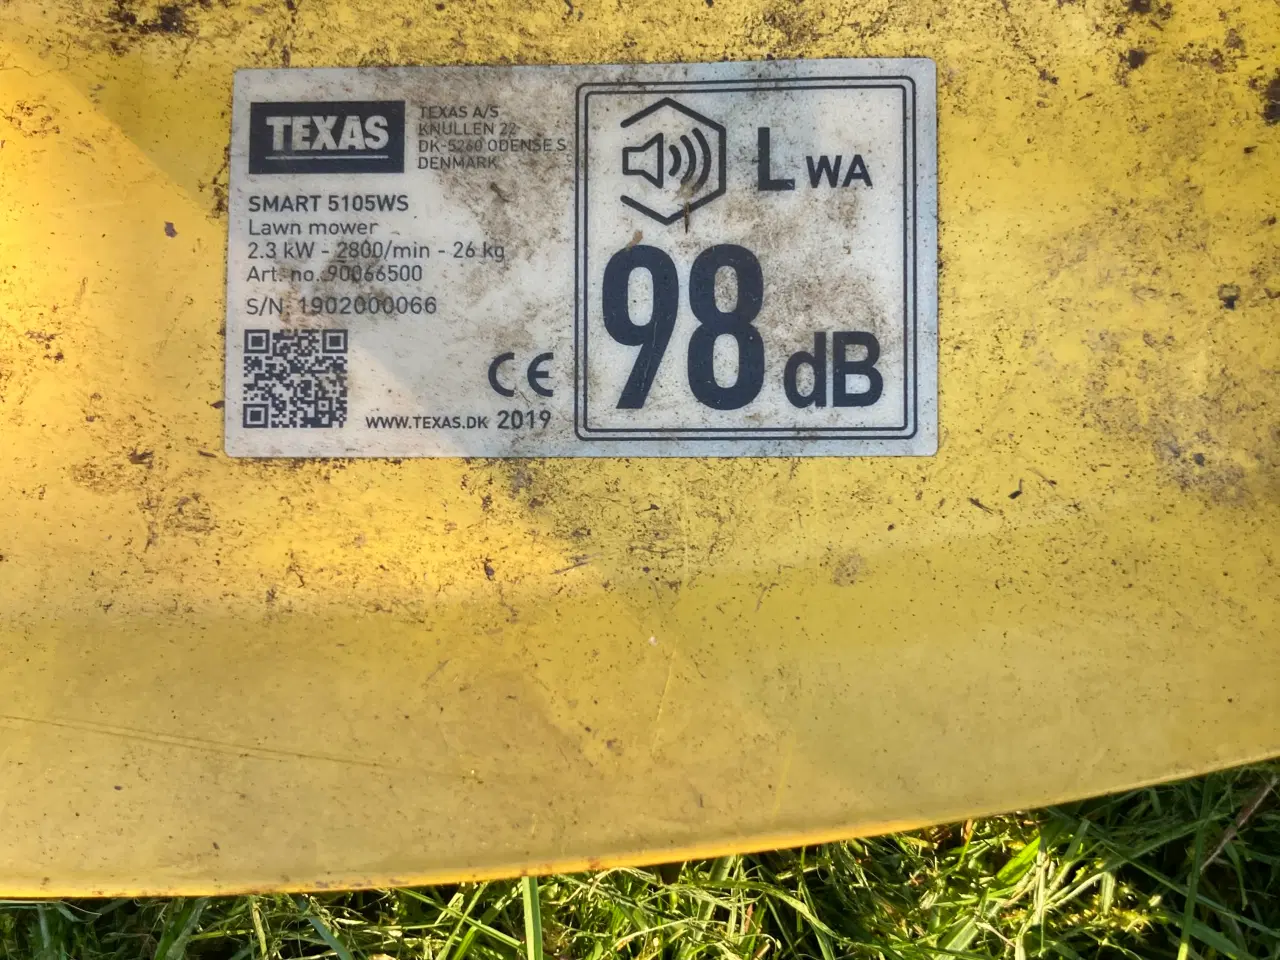 TEXAS
TEXAS A/S
KNULLEN 22
DK-5260 ODENSE S
DENMARK
SMART 5105WS
Lawn mower
2.3 kW - 2800/min - 26 kg
Art. no. 90066500
S/N: 1902000066
CE
WWW.TEXAS.DK 2019
LWA
98 dB